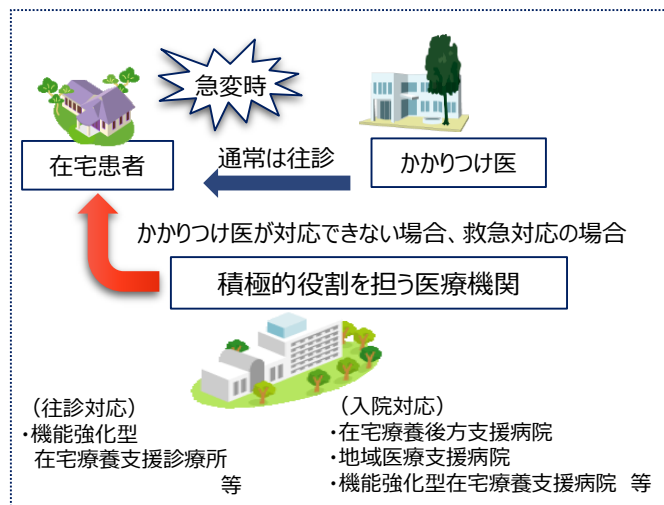 急変時
在宅患者
通常は往診
かかりつけ医
かかりつけ医が対応できない場合、救急対応の場合
積極的役割を担う医療機関
（往診対応）
・機能強化型
在宅療養支援診療所
等
（入院対応）
・在宅療養後方支援病院
・地域医療支援病院
・機能強化型在宅療養支援病院 等